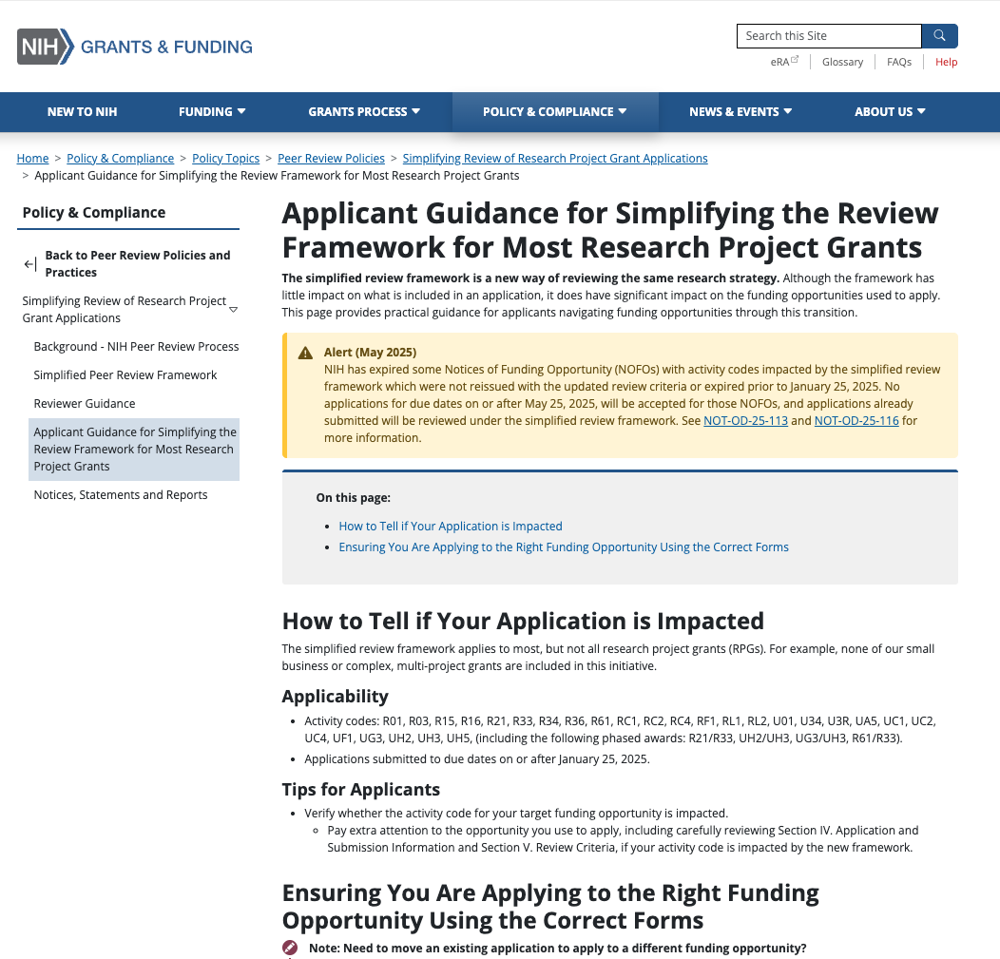 NIH GRANTS & FUNDING
Search this Site
eRA Glossary FAQs Help
NEW TO NIH FUNDING GRANTS PROCESS POLICY & COMPLIANCE NEWS & EVENTS ABOUT US
Home > Policy & Compliance > Policy Topics > Peer Review Policies > Simplifying Review of Research Project Grant Applications
> Applicant Guidance for Simplifying the Review Framework for Most Research Project Grants
Policy & Compliance
Back to Peer Review Policies and
Practices
Simplifying Review of Research Project
Grant Applications
Background - NIH Peer Review Process
Simplified Peer Review Framework
Reviewer Guidance
Applicant Guidance for Simplifying the
Review Framework for Most Research
Project Grants
Notices, Statements and Reports
Applicant Guidance for Simplifying the Review
Framework for Most Research Project Grants
The simplified review framework is a new way of reviewing the same research strategy. Although the framework has
little impact on what is included in an application, it does have significant impact on the funding opportunities used to apply.
This page provides practical guidance for applicants navigating funding opportunities through this transition.
Alert (May 2025)
NIH has expired some Notices of Funding Opportunity (NOFOs) with activity codes impacted by the simplified review
framework which were not reissued with the updated review criteria or expired prior to January 25, 2025. No
applications for due dates on or after May 25, 2025, will be accepted for those NOFOs, and applications already
submitted will be reviewed under the simplified review framework. See NOT-OD-25-113 and NOT-OD-25-116 for
more information.
On this page:
• How to Tell if Your Application is Impacted
• Ensuring You Are Applying to the Right Funding Opportunity Using the Correct Forms
How to Tell if Your Application is Impacted
The simplified review framework applies to most, but not all research project grants (RPGs). For example, none of our small
business or complex, multi-project grants are included in this initiative.
Applicability
• Activity codes: R01, R03, R15, R16, R21, R33, R34, R36, R61, RC1, RC2, RC4, RF1, RL1, RL2, U01, U34, U3R, UA5, UC1, UC2,
UC4, UF1, UG3, UH2, UH3, UH5, (including the following phased awards: R21/R33, UH2/UH3, UG3/UH3, R61/R33).
• Applications submitted to due dates on or after January 25, 2025.
Tips for Applicants
• Verify whether the activity code for your target funding opportunity is impacted.
◦ Pay extra attention to the opportunity you use to apply, including carefully reviewing Section IV. Application and
Submission Information and Section V. Review Criteria, if your activity code is impacted by the new framework.
Ensuring You Are Applying to the Right Funding
Opportunity Using the Correct Forms
Note: Need to move an existing application to apply to a different funding opportunity?